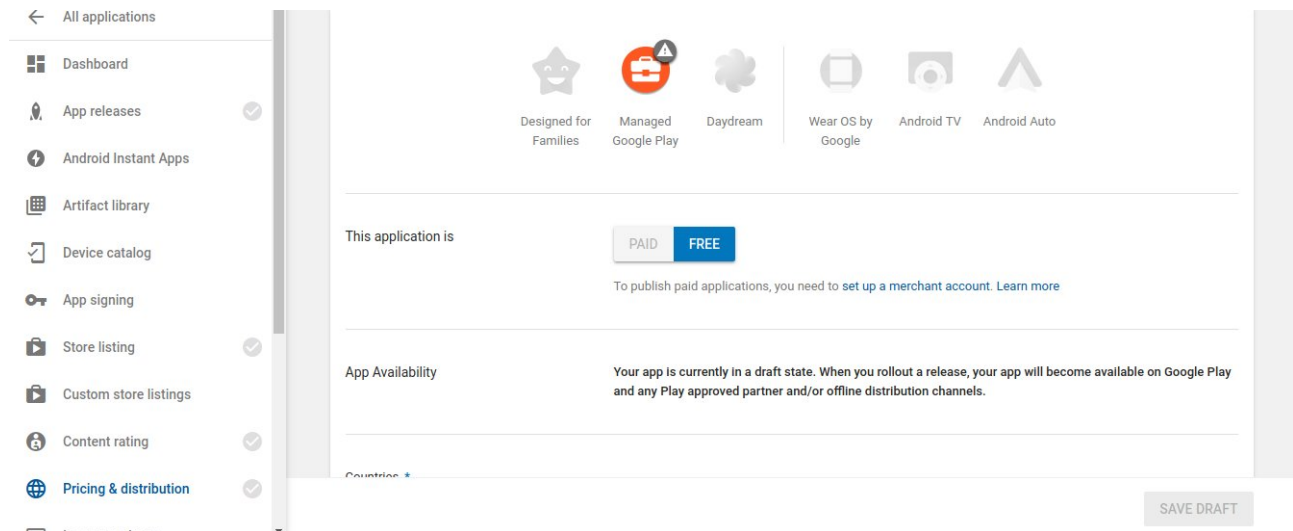 All applications
Dashboard
App releases
Android Instant Apps
Artifact library
Device catalog
App signing
Store listing
Custom store listings
Content rating
Pricing & distribution
Designed for
Families
Managed
Google Play
Daydream
Wear OS by
Google
Android TV
Android Auto
This application is
PAID
FREE
To publish paid applications, you need to set up a merchant account. Learn more
App Availability
Your app is currently in a draft state. When you rollout a release, your app will become available on Google Play
and any Play approved partner and/or offline distribution channels.
Countries *
SAVE DRAFT